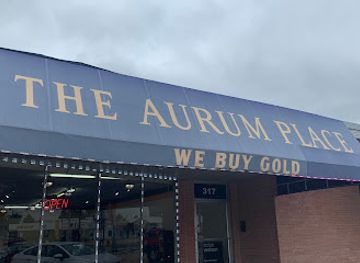 THE AURUM PLACE
WE BUY GOLD
317
OPEN